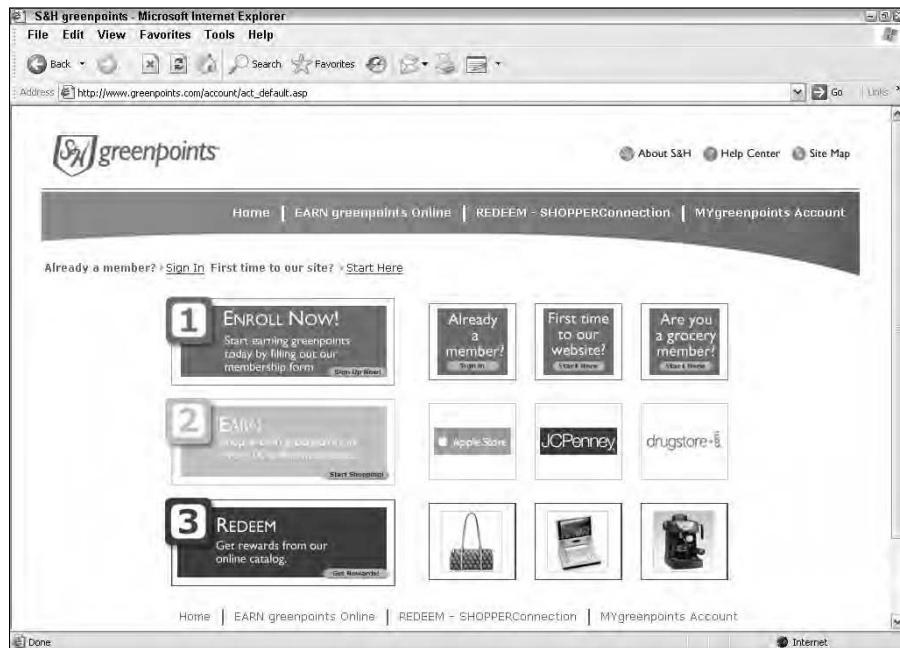 S&H greenpoints - Microsoft Internet Explorer
File Edit View Favorites Tools Help
Back Search Favorites
Address http://www.greenpoints.com/account/act_default.asp Go Links
S&H greenpoints
About S&H Help Center Site Map
Home | EARN greenpoints Online | REDEEM - SHOPPERConnection | MYgreenpoints Account
Already a member? › Sign In First time to our site? › Start Here
1 ENROLL NOW!
Start earning greenpoints
today by filling out our
membership form
Sign Up Now!
Already
a
member?
Sign In
First time
to our
website?
Start Here
Are you
a grocery
member?
Start Here
2 EARN
Start Shopping!
Apple Store
JCPenney
drugstore.com
3 REDEEM
Get rewards from our
online catalog.
Get Rewards!
Home | EARN greenpoints Online | REDEEM - SHOPPERConnection | MYgreenpoints Account
Done Internet